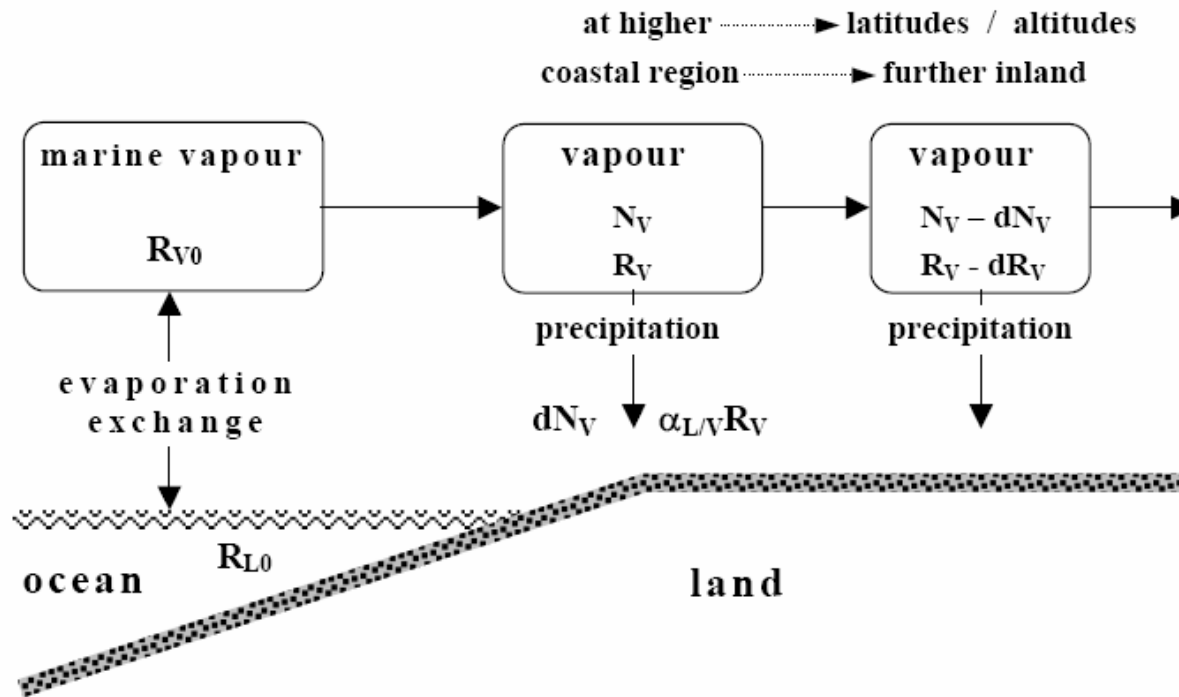 at higher → latitudes / altitudes
coastal region → further inland
marine vapour
R_V0
vapour
N_V
R_V
vapour
N_V – dN_V
R_V - dR_V
precipitation
precipitation
evaporation
exchange
dN_V
α_L/V R_V
R_L0
ocean
land